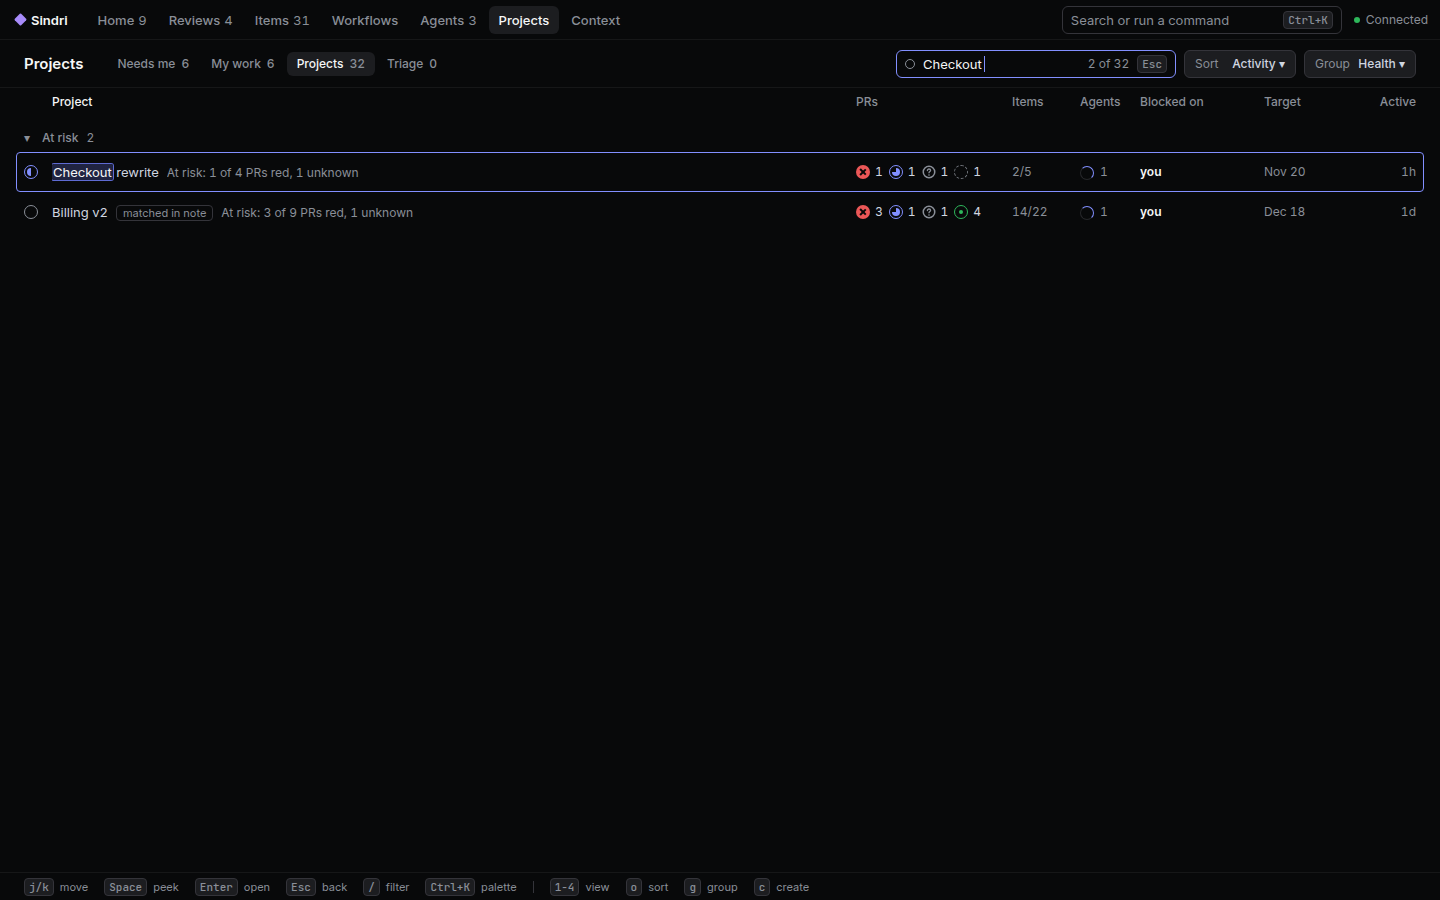 Sindri Home 9 Reviews 4 Items 31 Workflows Agents 3 Projects Context Search or run a command Ctrl+K Connected
Projects Needs me 6 My work 6 Projects 32 Triage 0 Checkout 2 of 32 Esc Sort Activity ▾ Group Health ▾
Project PRs Items Agents Blocked on Target Active
▾ At risk 2
Checkout rewrite At risk: 1 of 4 PRs red, 1 unknown 1 1 1 1 2/5 1 you Nov 20 1h
Billing v2 matched in note At risk: 3 of 9 PRs red, 1 unknown 3 1 1 4 14/22 1 you Dec 18 1d
j/k move Space peek Enter open Esc back / filter Ctrl+K palette 1-4 view o sort g group c create